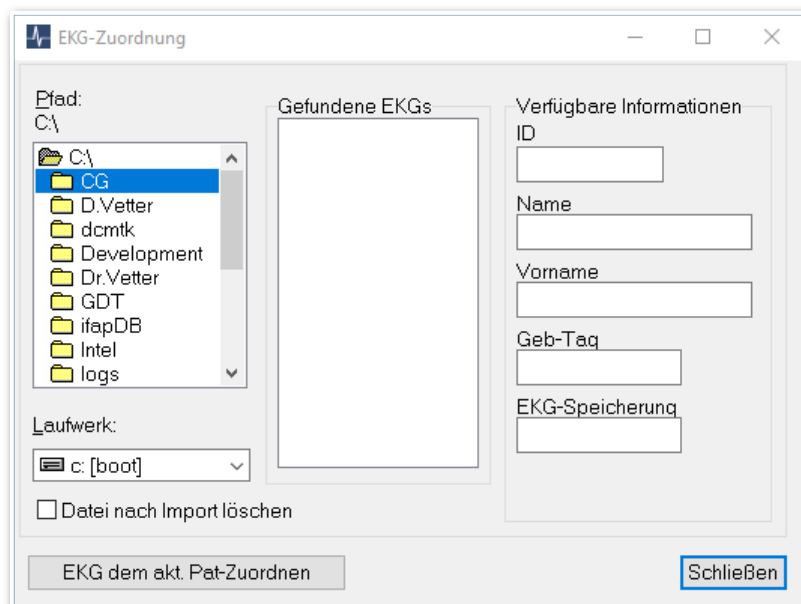 EKG-Zuordnung
Pfad:
C:\
C:\
CG
D.Vetter
dcmtk
Development
Dr.Vetter
GDT
ifapDB
Intel
logs
Laufwerk:
c: [boot]
Datei nach Import löschen
Gefundene EKGs
Verfügbare Informationen
ID
Name
Vorname
Geb-Tag
EKG-Speicherung
EKG dem akt. Pat-Zuordnen
Schließen